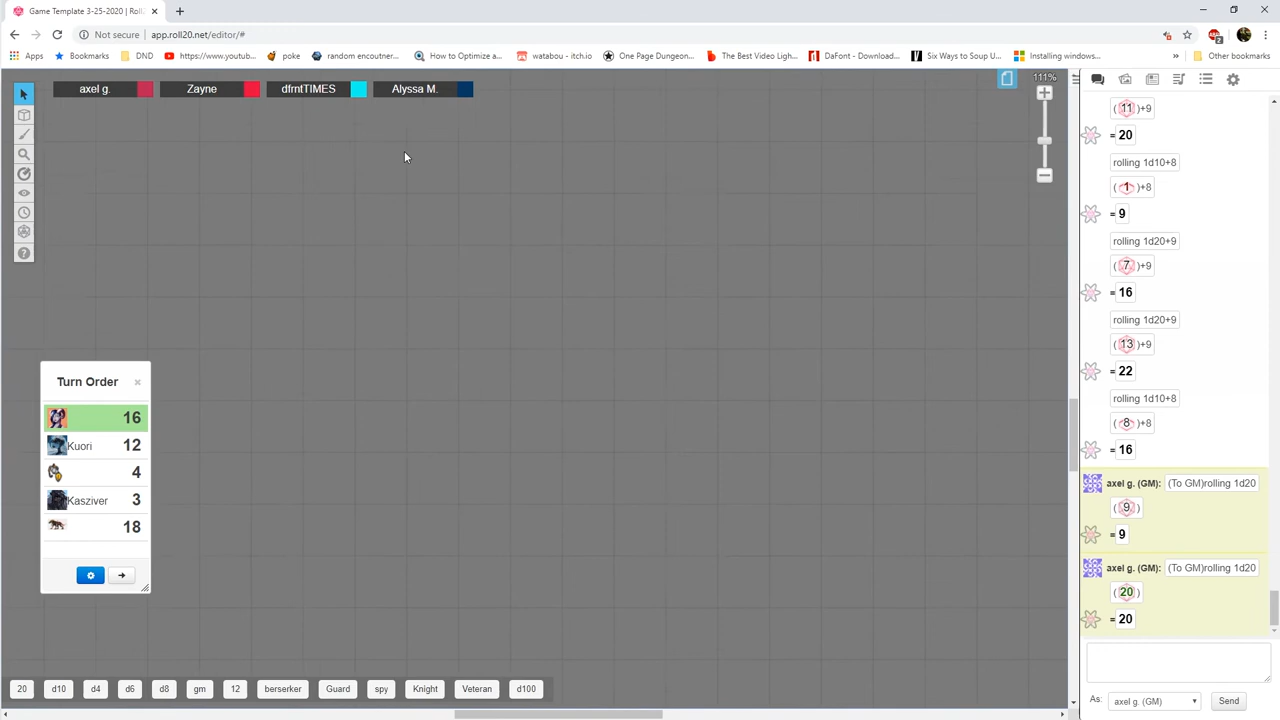 Game Template 3-25-2020 | Roll2
Not secure | app.roll20.net/editor/#
2
Apps
Bookmarks
DND
https://www.youtub...
poke
random encoutner...
How to Optimize a...
watabou - itch.io
One Page Dungeon...
The Best Video Ligh...
DaFont - Download...
Six Ways to Soup U...
Installing windows...
»
Other bookmarks
axel g.
Zayne
dfrntTIMES
Alyssa M.
111%
(11)+9
= 20
rolling 1d10+8
(1)+8
= 9
rolling 1d20+9
(7)+9
= 16
rolling 1d20+9
(13)+9
= 22
rolling 1d10+8
(8)+8
= 16
axel g. (GM): (To GM)rolling 1d20
(9)
= 9
axel g. (GM): (To GM)rolling 1d20
(20)
= 20
Turn Order ×
16
Kuori 12
4
Kasziver 3
18
20 d10 d4 d6 d8 gm 12 berserker Guard spy Knight Veteran d100
As: axel g. (GM) Send